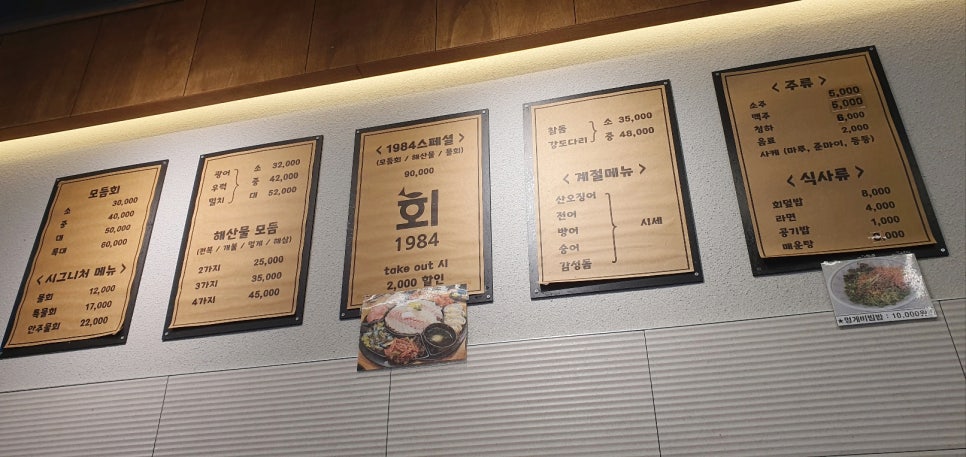 모둠회
소 30,000
중 40,000
대 50,000
특대 60,000
< 시그니처 메뉴 >
물회 12,000
특물회 17,000
안주물회 22,000
광어
우럭
밀치
소 32,000
중 42,000
대 52,000
해산물 모듬
(전복 / 개불 / 멍게 / 해삼)
2가지 25,000
3가지 35,000
4가지 45,000
< 1984스페셜 >
(모둠회 / 해산물 / 물회)
90,000
회
1984
take out 시
2,000 할인
참돔
감도다리
소 35,000
중 48,000
< 계절메뉴 >
산오징어
전어
방어
숭어
감성돔
시세
< 주류 >
소주 5,000
맥주 5,000
청하 6,000
음료 2,000
사케 (마루, 준마이, 등등)
< 식사류 >
회덮밥 8,000
라면 4,000
공기밥 1,000
매운탕 ,000
★멍게비빔밥 : 10,000원